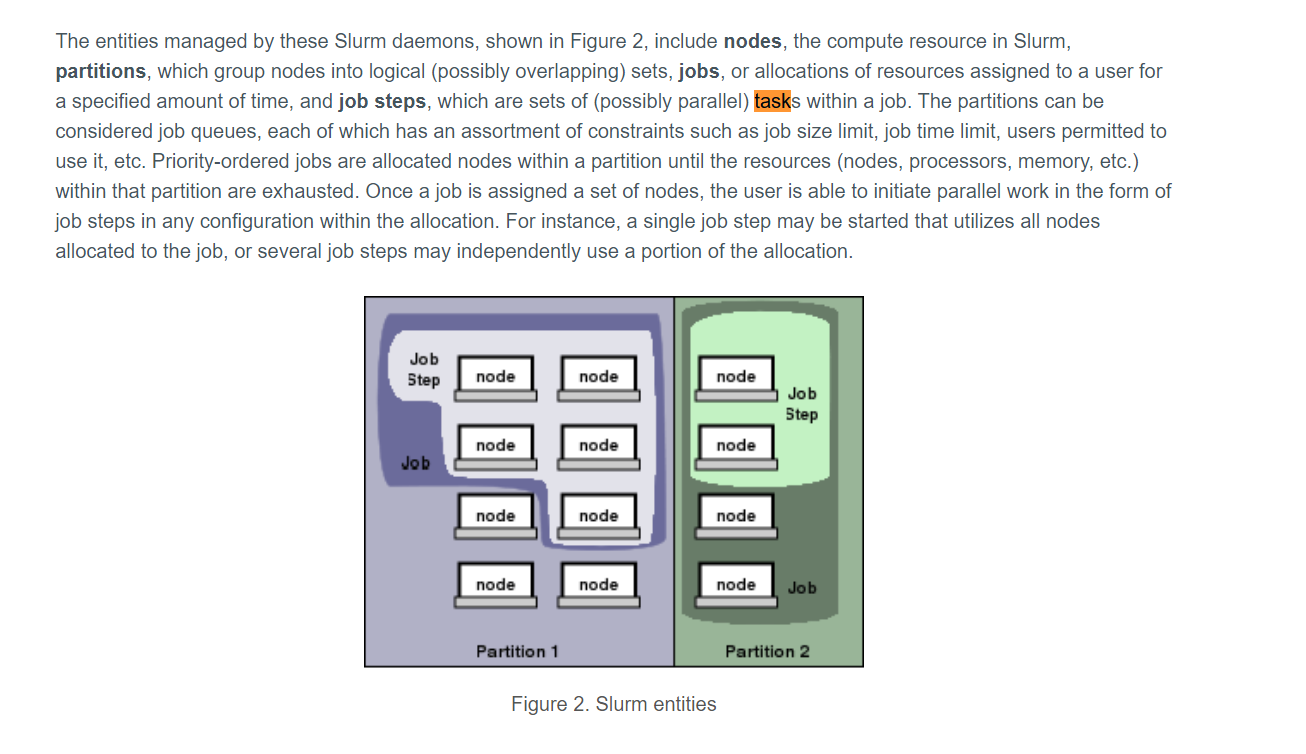 The entities managed by these Slurm daemons, shown in Figure 2, include nodes, the compute resource in Slurm,
partitions, which group nodes into logical (possibly overlapping) sets, jobs, or allocations of resources assigned to a user for
a specified amount of time, and job steps, which are sets of (possibly parallel) tasks within a job. The partitions can be
considered job queues, each of which has an assortment of constraints such as job size limit, job time limit, users permitted to
use it, etc. Priority-ordered jobs are allocated nodes within a partition until the resources (nodes, processors, memory, etc.)
within that partition are exhausted. Once a job is assigned a set of nodes, the user is able to initiate parallel work in the form of
job steps in any configuration within the allocation. For instance, a single job step may be started that utilizes all nodes
allocated to the job, or several job steps may independently use a portion of the allocation.
Job
Step
node
node
node
node
Job
node
node
node
node
Partition 1
node
Job
Step
node
node
node
Job
Partition 2
Figure 2. Slurm entities